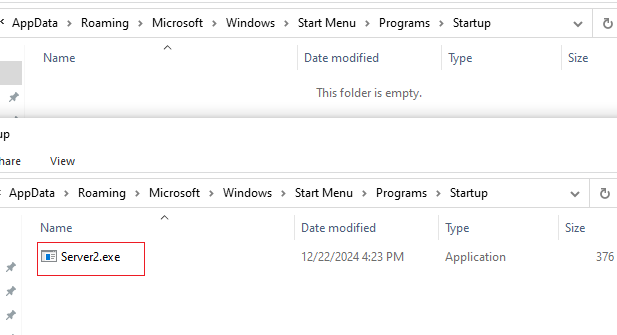 AppData > Roaming > Microsoft > Windows > Start Menu > Programs > Startup
Name Date modified Type Size
This folder is empty.
up
hare View
AppData > Roaming > Microsoft > Windows > Start Menu > Programs > Startup
Name Date modified Type Size
Server2.exe 12/22/2024 4:23 PM Application 376